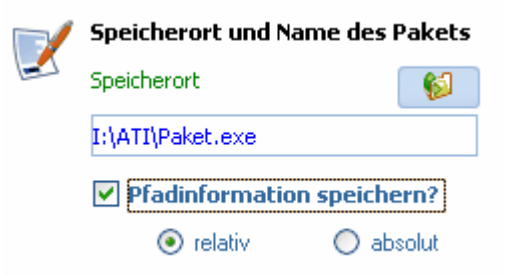 Speicherort und Name des Pakets
Speicherort
I:\ATI\Paket.exe
Pfadinformation speichern?
relativ absolut